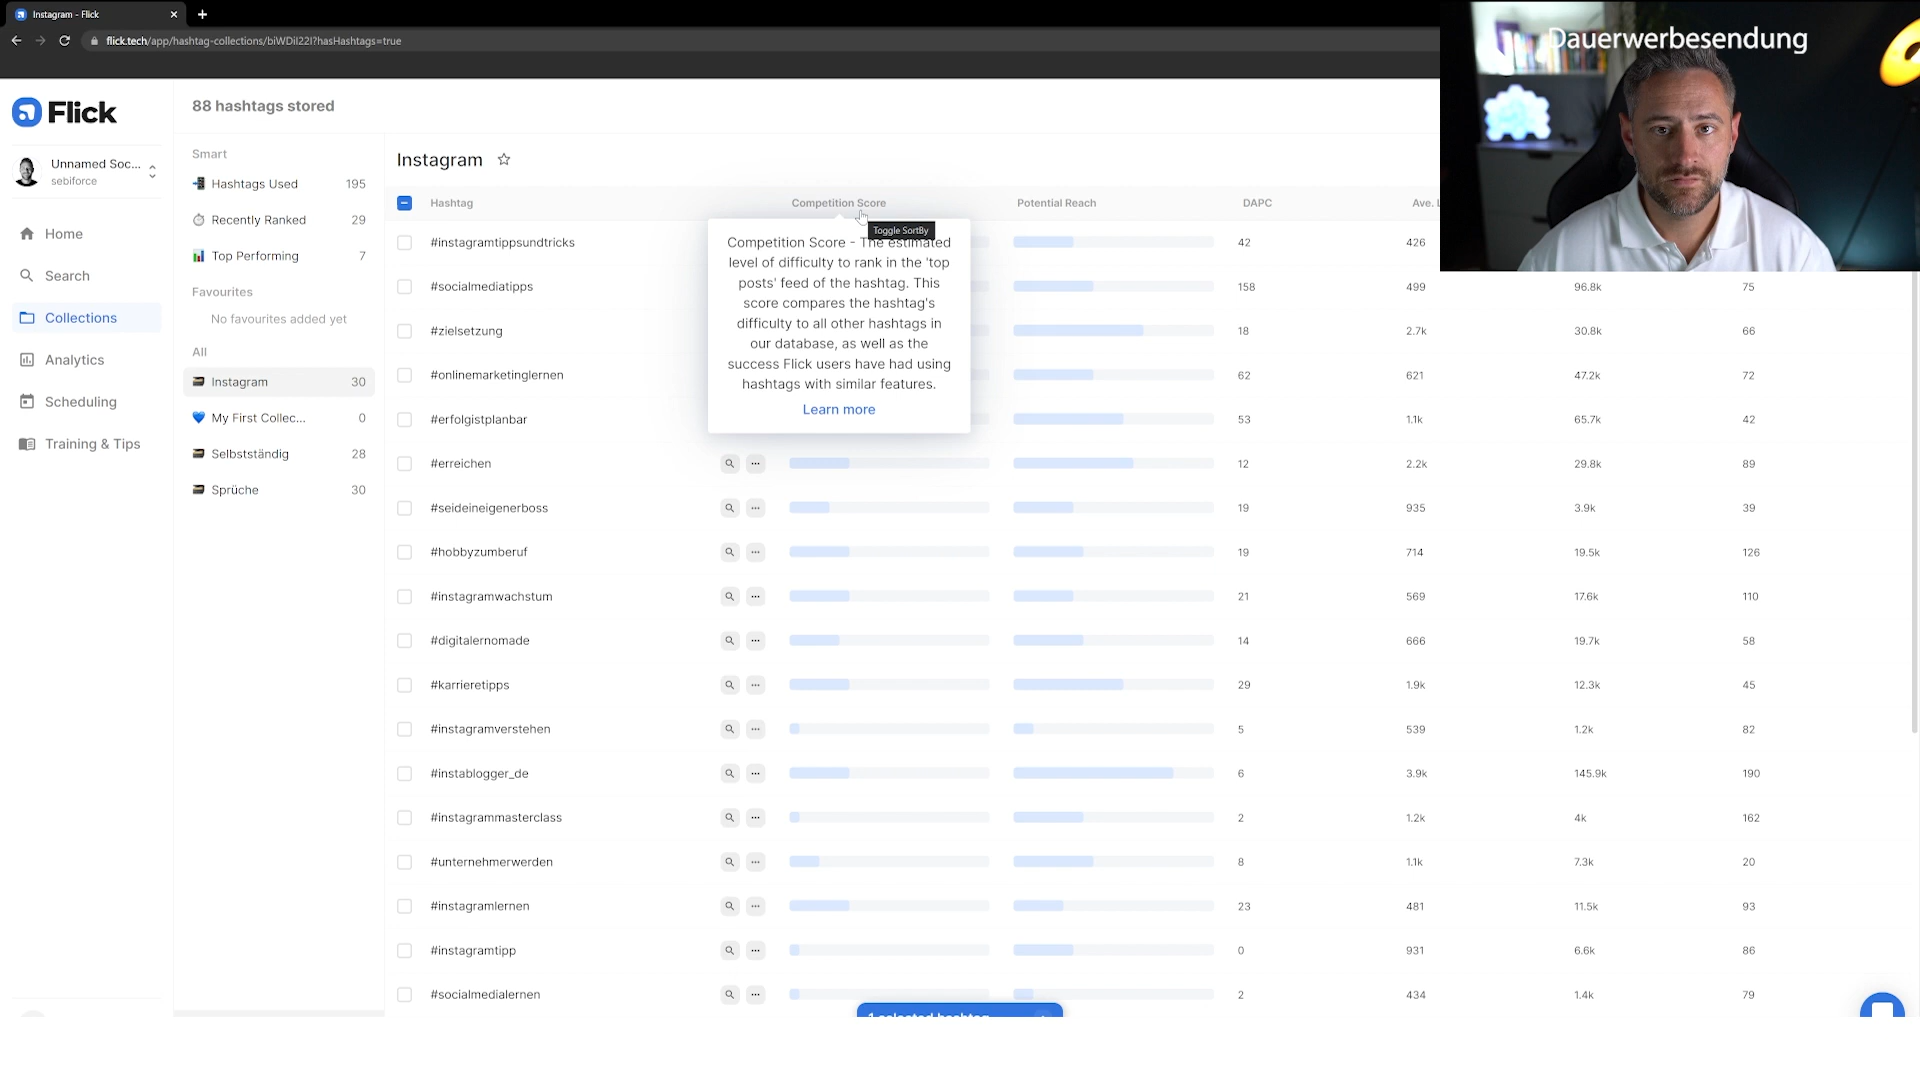 Instagram - Flick
flick.tech/app/hashtag-collections/biWDil22I?hasHashtags=true
Dauerwerbesendung
Flick
Unnamed Soc...
sebiforce
Home
Search
Collections
Analytics
Scheduling
Training & Tips
88 hashtags stored
Smart
Hashtags Used 195
Recently Ranked 29
Top Performing 7
Favourites
No favourites added yet
All
Instagram 30
My First Collec... 0
Selbstständig 28
Sprüche 30
Instagram
Hashtag Competition Score Potential Reach DAPC Ave.
Toggle SortBy
Competition Score - The estimated
level of difficulty to rank in the 'top
posts' feed of the hashtag. This
score compares the hashtag's
difficulty to all other hashtags in
our database, as well as the
success Flick users have had using
hashtags with similar features.
Learn more
#instagramtippsundtricks 42 426
#socialmediatipps 158 499 96.8k 75
#zielsetzung 18 2.7k 30.8k 66
#onlinemarketinglernen 62 621 47.2k 72
#erfolgistplanbar 53 1.1k 65.7k 42
#erreichen 12 2.2k 29.8k 89
#seideineigenerboss 19 935 3.9k 39
#hobbyzumberuf 19 714 19.5k 126
#instagramwachstum 21 569 17.6k 110
#digitalernomade 14 666 19.7k 58
#karrieretipps 29 1.9k 12.3k 45
#instagramverstehen 5 539 1.2k 82
#instablogger_de 6 3.9k 145.9k 190
#instagrammasterclass 2 1.2k 4k 162
#unternehmerwerden 8 1.1k 7.3k 20
#instagramlernen 23 481 11.5k 93
#instagramtipp 0 931 6.6k 86
#socialmedialernen 2 434 1.4k 79
1 selected hashtag